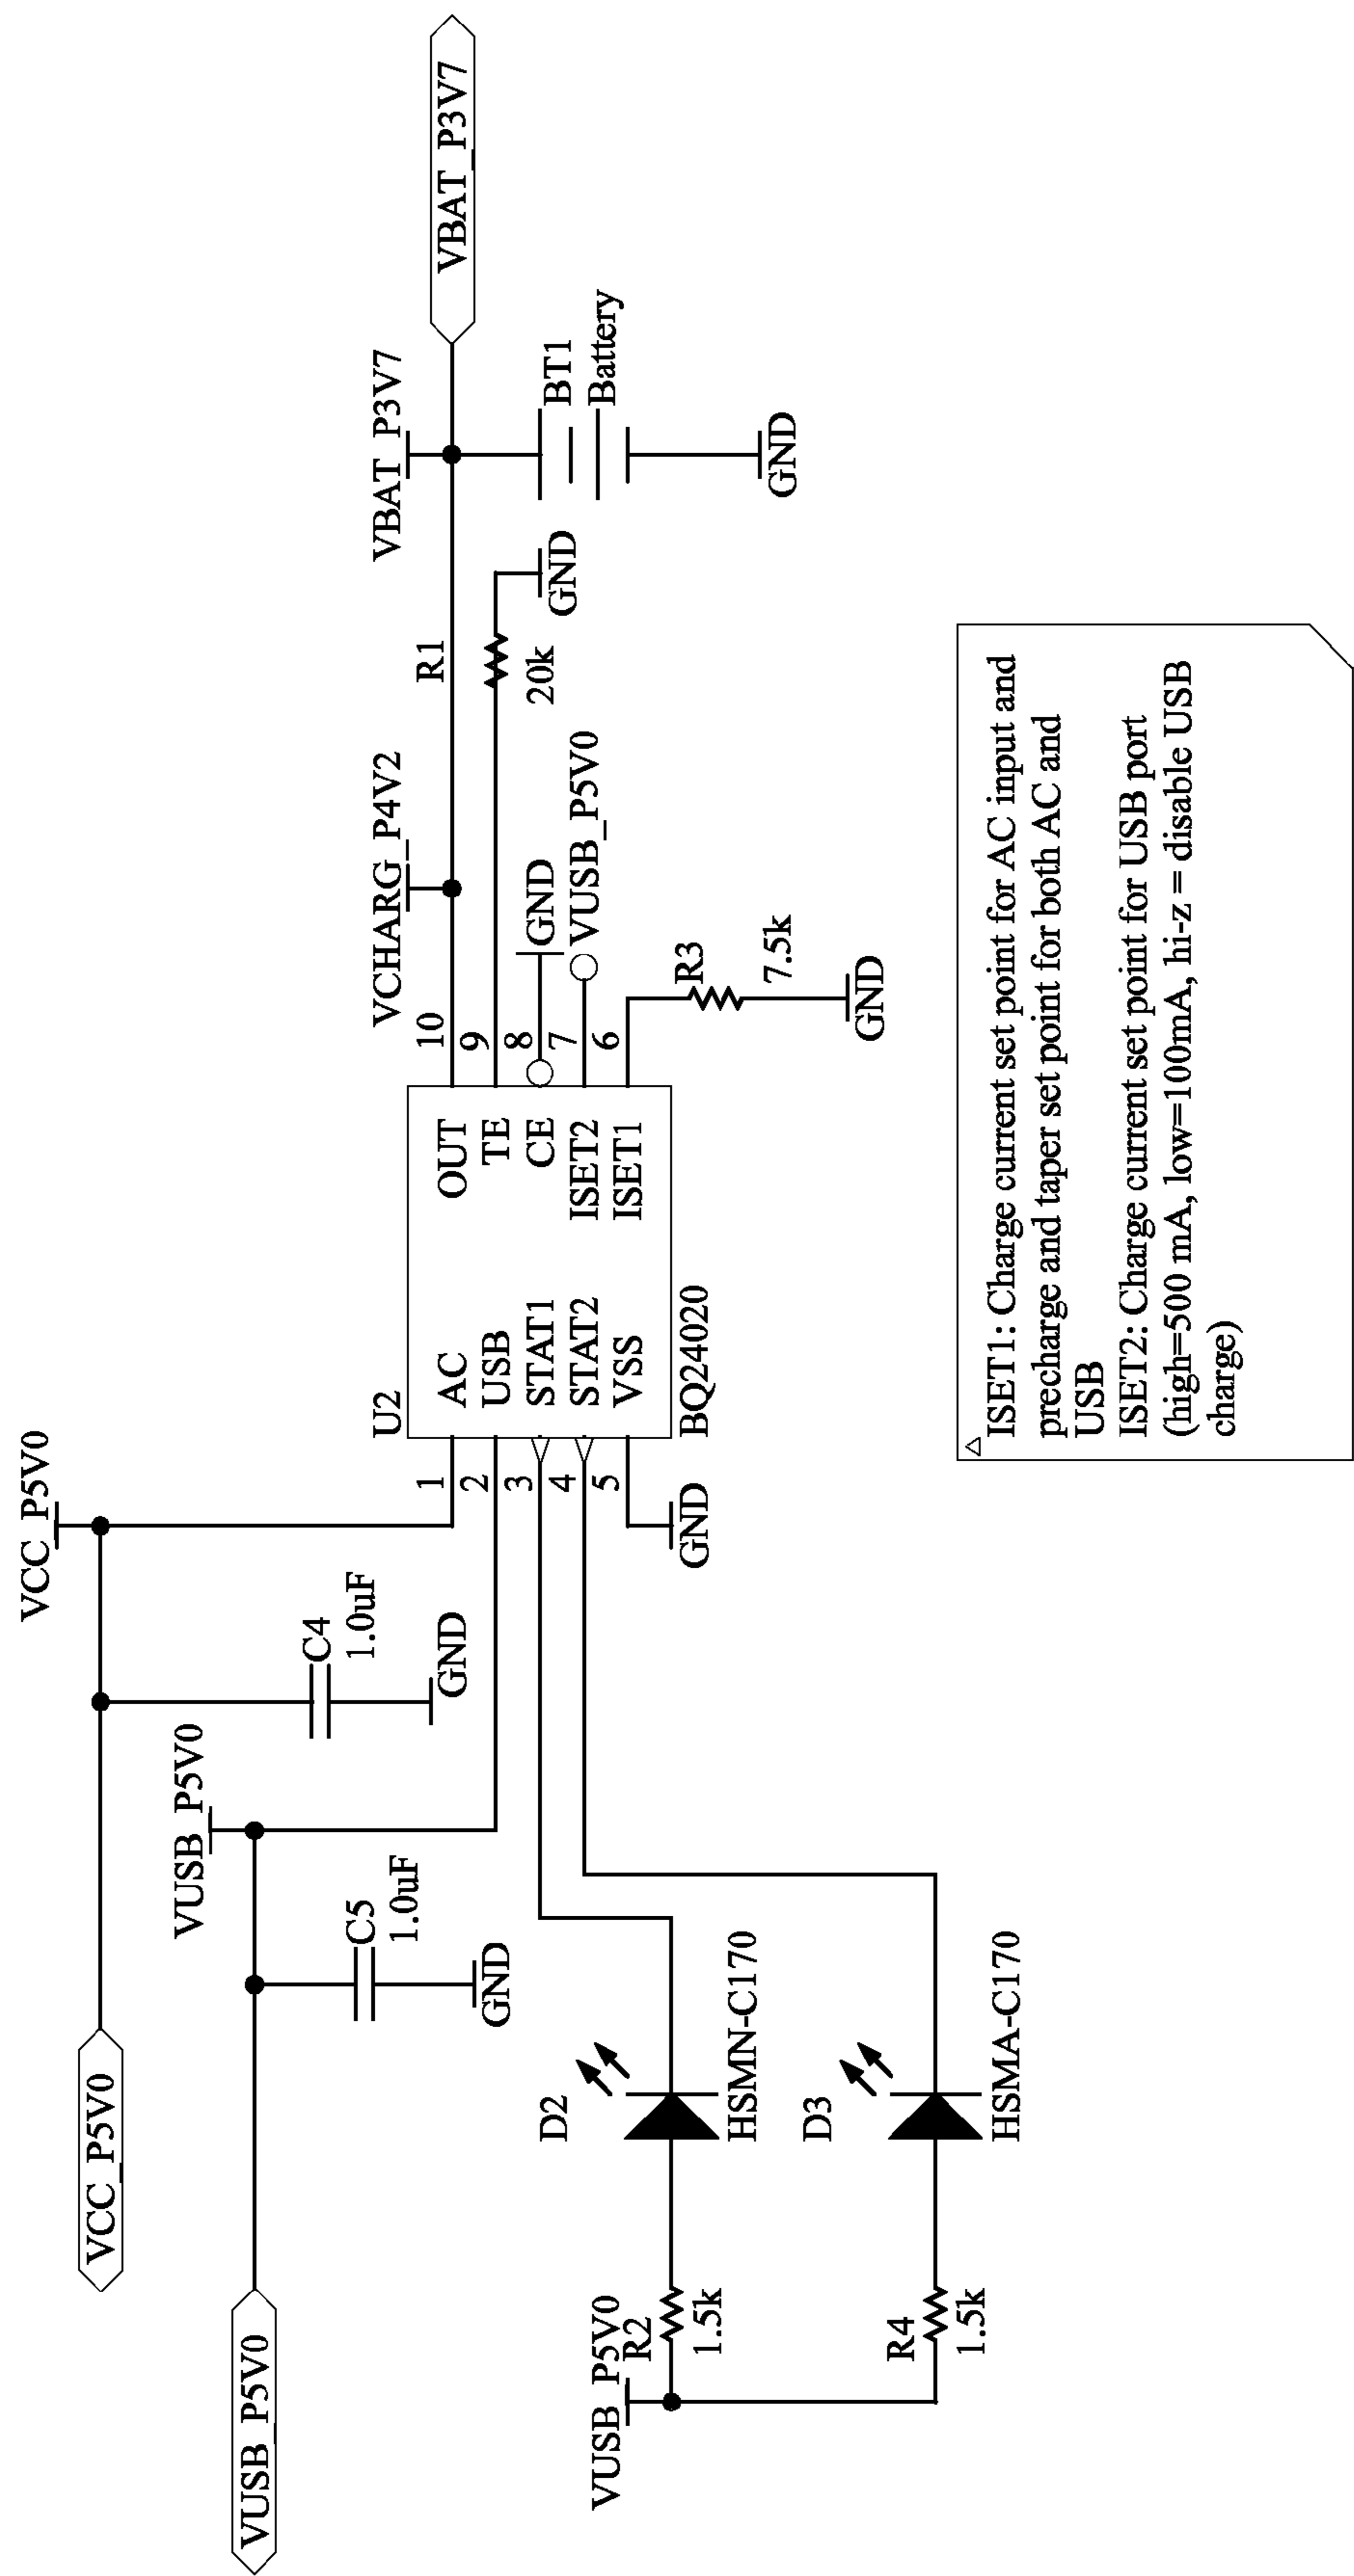 VCC_P5V0
VCC_P5V0
VUSB_P5V0
VUSB_P5V0
C4
1.0uF
GND
C5
1.0uF
GND
U2
1
2
3
4
5
AC
USB
STAT1
STAT2
VSS
OUT
TE
CE
ISET2
ISET1
10
9
8
7
6
BQ24020
GND
VCHARG_P4V2
R1
20k
GND
GND
VUSB_P5V0
R3
7.5k
GND
VBAT_P3V7
VBAT_P3V7
BT1
Battery
GND
D2
HSMN-C170
D3
HSMA-C170
VUSB_P5V0
R2
1.5k
R4
1.5k
ISET1: Charge current set point for AC input and
precharge and taper set point for both AC and
USB
ISET2: Charge current set point for USB port
(high=500 mA, low=100mA, hi-z = disable USB
charge)